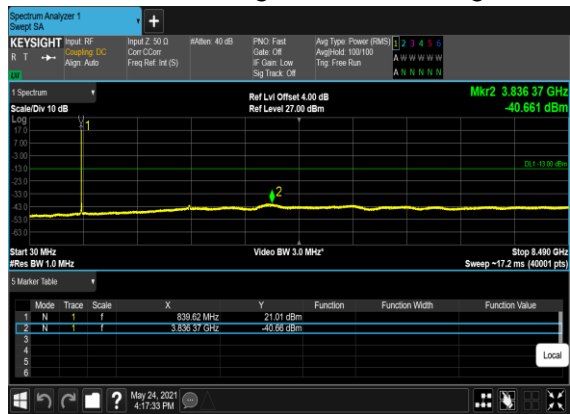 Spectrum Analyzer 1
Swept SA
+
KEYSIGHT Input: RF Input Z: 50 Ω #Atten: 40 dB PNO: Fast Avg Type: Power (RMS) 1 2 3 4 5 6
R T Coupling: DC Corr CCorr Gate: Off Avg|Hold: 100/100 A W W W W W
Align: Auto Freq Ref: Int (S) IF Gain: Low Trig: Free Run
LW Sig Track: Off A N N N N N
1 Spectrum Ref Lvl Offset 4.00 dB Mkr2 3.836 37 GHz
Scale/Div 10 dB Ref Level 27.00 dBm -40.661 dBm
Log
17.0
7.00
-3.00
-13.0
-23.0
-33.0
-43.0
-53.0
-63.0
1
DL1 -13.00 dBm
2
Start 30 MHz Video BW 3.0 MHz* Stop 8.490 GHz
#Res BW 1.0 MHz Sweep ~17.2 ms (40001 pts)
5 Marker Table
Mode Trace Scale X Y Function Function Width Function Value
1 N 1 f 839.62 MHz 21.01 dBm
2 N 1 f 3.836 37 GHz -40.66 dBm
3
4
5
6
Local
? May 24, 2021
4:17:33 PM